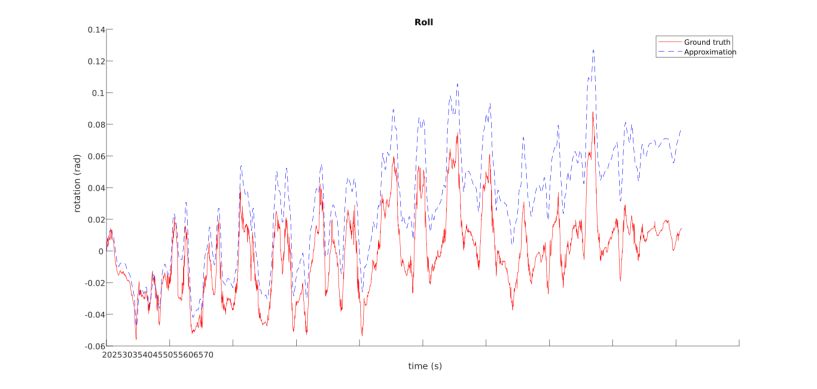 Roll
0.14
Ground truth
Approximation
0.12
0.1
0.08
0.06
0.04
0.02
0
-0.02
-0.04
-0.06
rotation (rad)
2025303540455055606570
time (s)